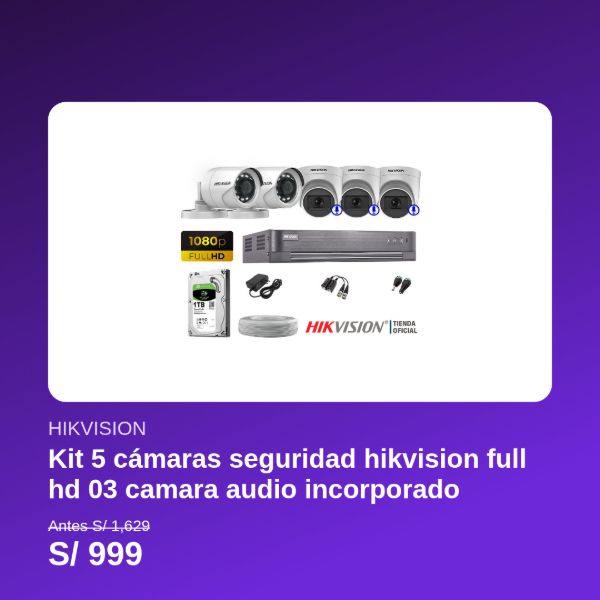 HIKVISION
1080p
FULL HD
1TB
HIKVISION®
TIENDA
OFICIAL
HIKVISION
Kit 5 cámaras seguridad hikvision full
hd 03 camara audio incorporado
Antes S/ 1,629
S/ 999